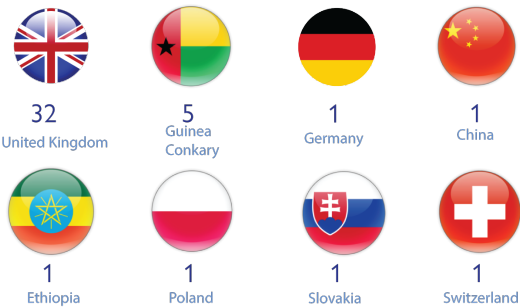 32
United Kingdom
5
Guinea
Conkary
1
Germany
1
China
1
Ethiopia
1
Poland
1
Slovakia
1
Switzerland